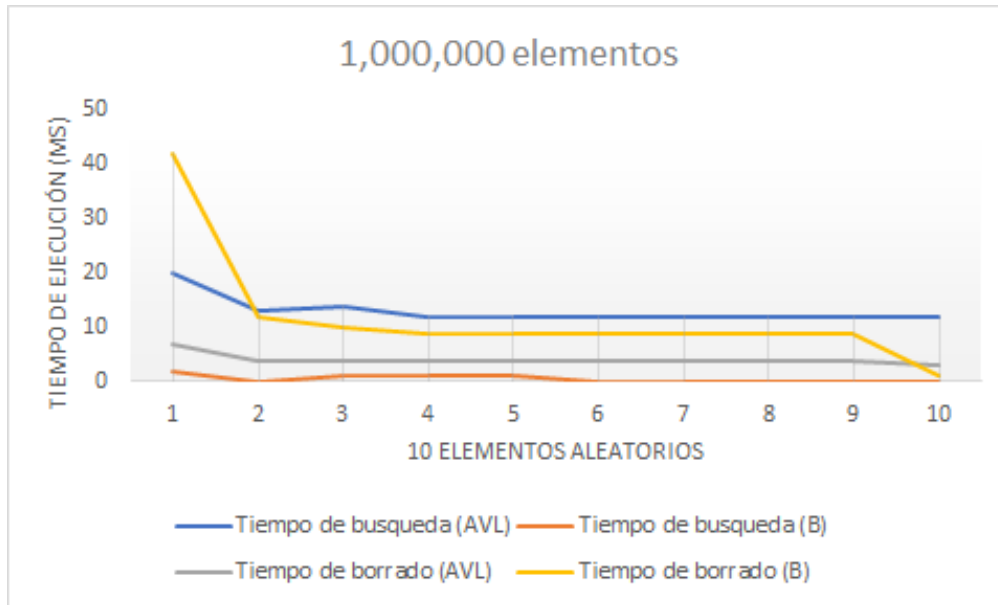 1,000,000 elementos
TIEMPO DE EJECUCIÓN (MS)
50
40
30
20
10
0
1 2 3 4 5 6 7 8 9 10
10 ELEMENTOS ALEATORIOS
Tiempo de busqueda (AVL) Tiempo de busqueda (B)
Tiempo de borrado (AVL) Tiempo de borrado (B)